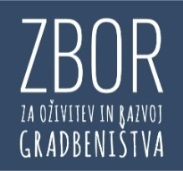 ZBOR
ZA OŽIVITEV IN RAZVOJ
GRADBENIŠTVA